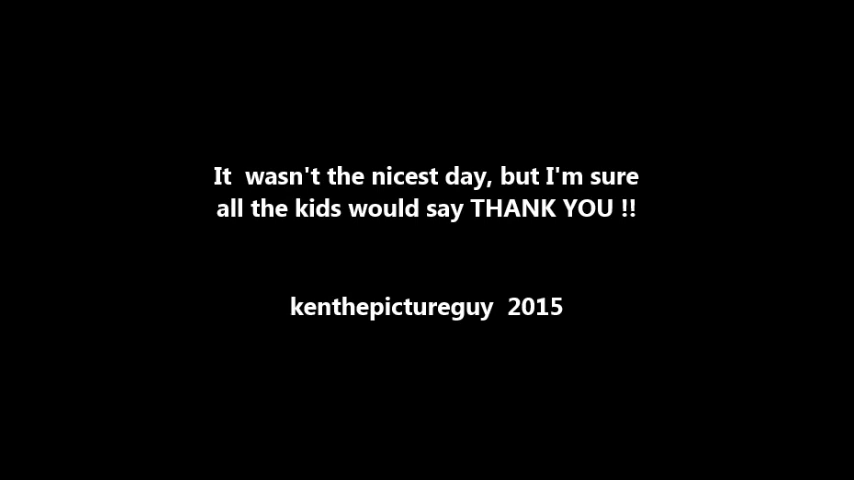 It  wasn't the nicest day, but I'm sure
all the kids would say THANK YOU !!
kenthepictureguy  2015